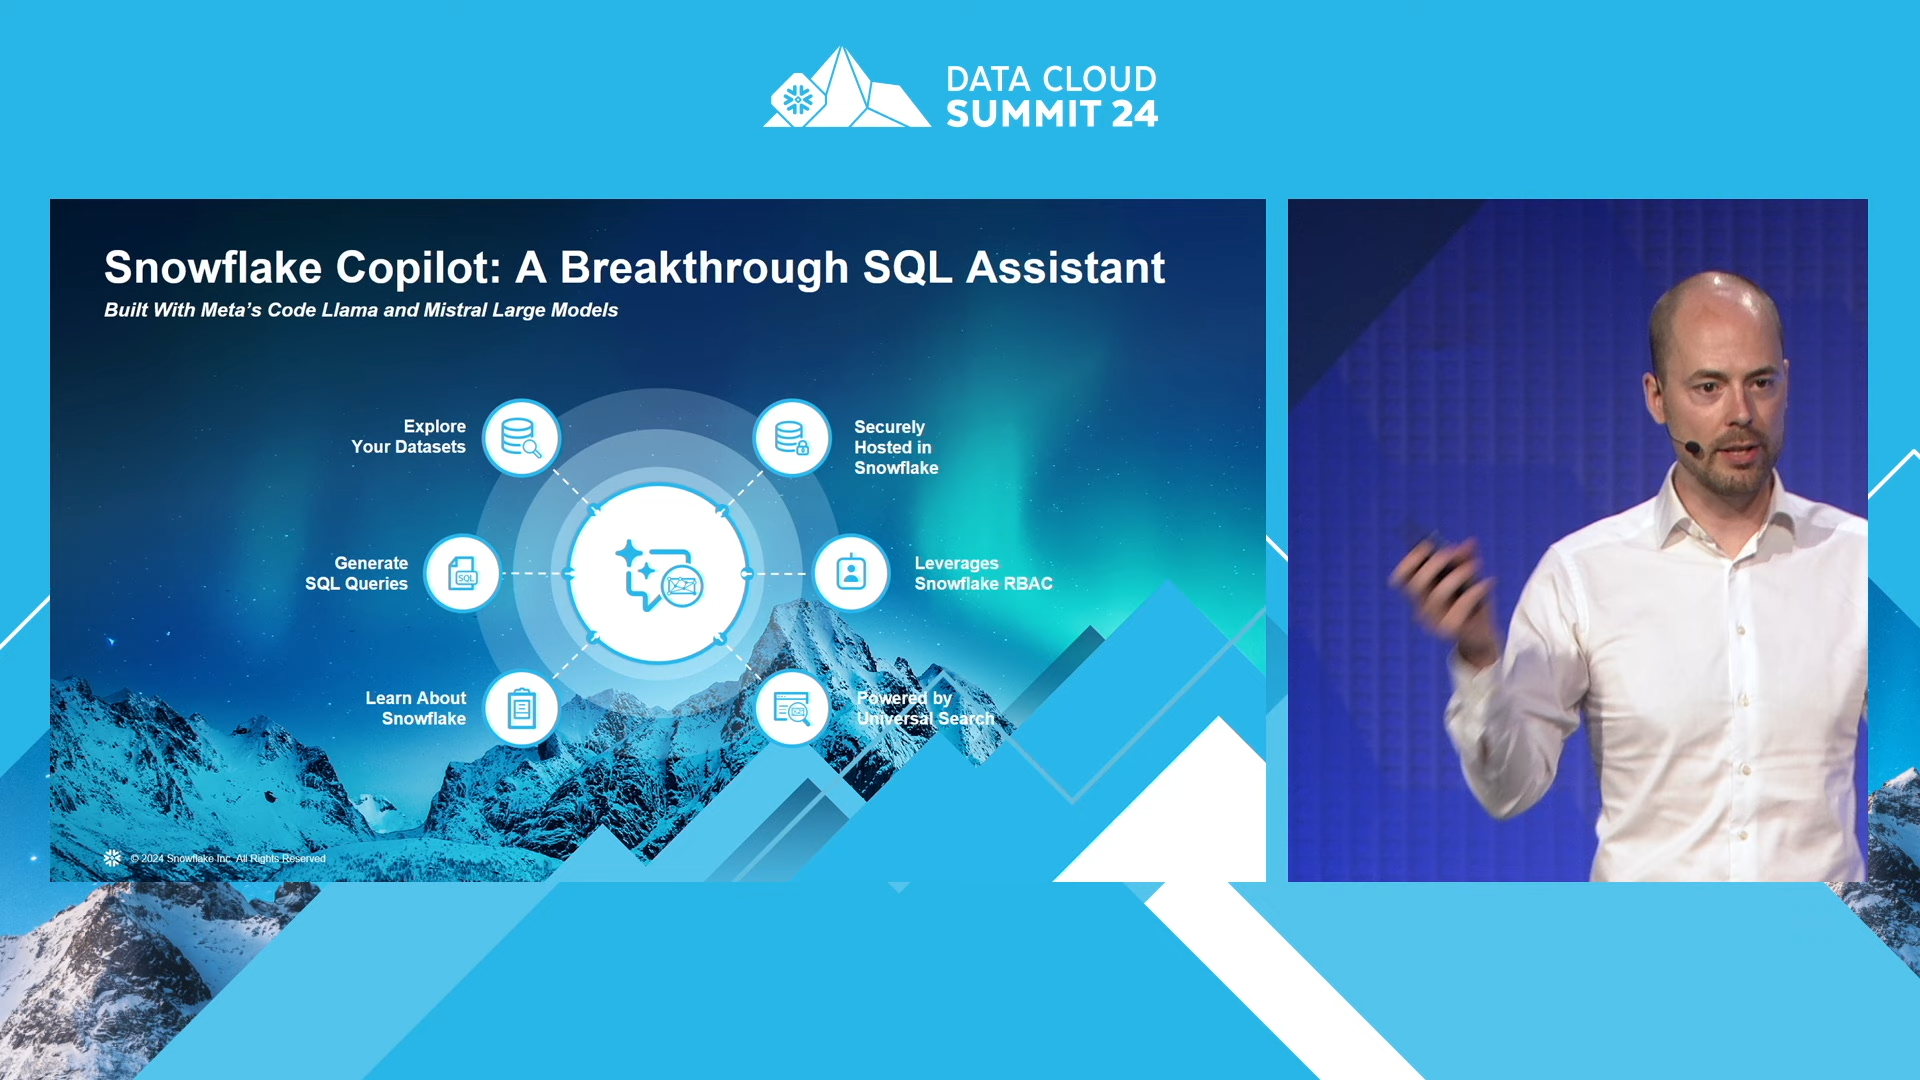 DATA CLOUD
SUMMIT 24
Snowflake Copilot: A Breakthrough SQL Assistant
Built With Meta’s Code Llama and Mistral Large Models
Explore
Your Datasets
Securely
Hosted in
Snowflake
Generate
SQL Queries
SQL
Leverages
Snowflake RBAC
Learn About
Snowflake
Powered by
Universal Search
© 2024 Snowflake Inc. All Rights Reserved